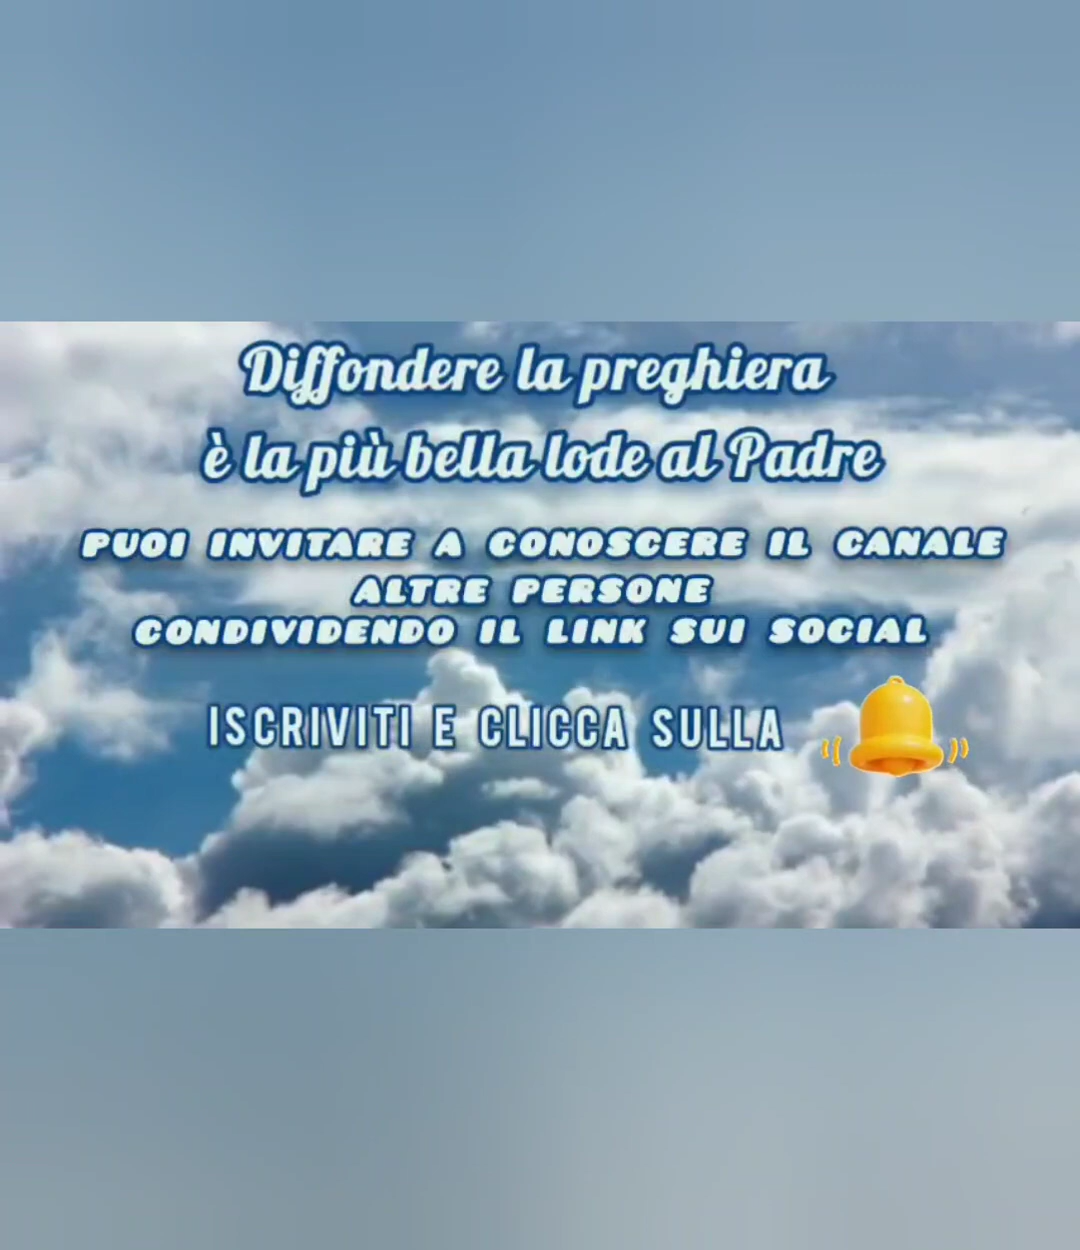 Diffondere la preghiera
è la più bella lode al Padre
PUOI INVITARE A CONOSCERE IL CANALE
ALTRE PERSONE
CONDIVIDENDO IL LINK SUI SOCIAL
ISCRIVITI E CLICCA SULLA